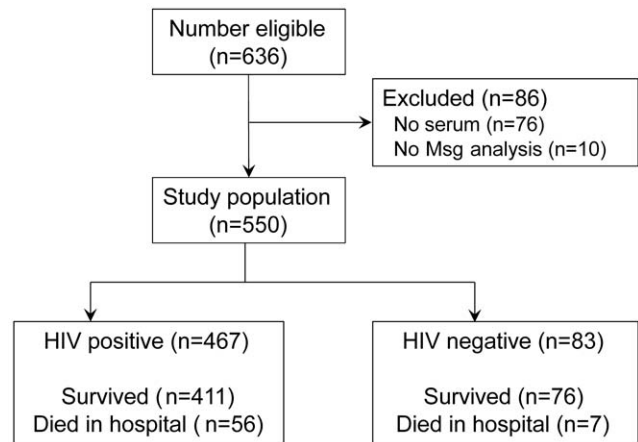 Number eligible
(n=636)
Excluded (n=86)
No serum (n=76)
No Msg analysis (n=10)
Study population
(n=550)
HIV positive (n=467)
Survived (n=411)
Died in hospital (n=56)
HIV negative (n=83)
Survived (n=76)
Died in hospital (n=7)